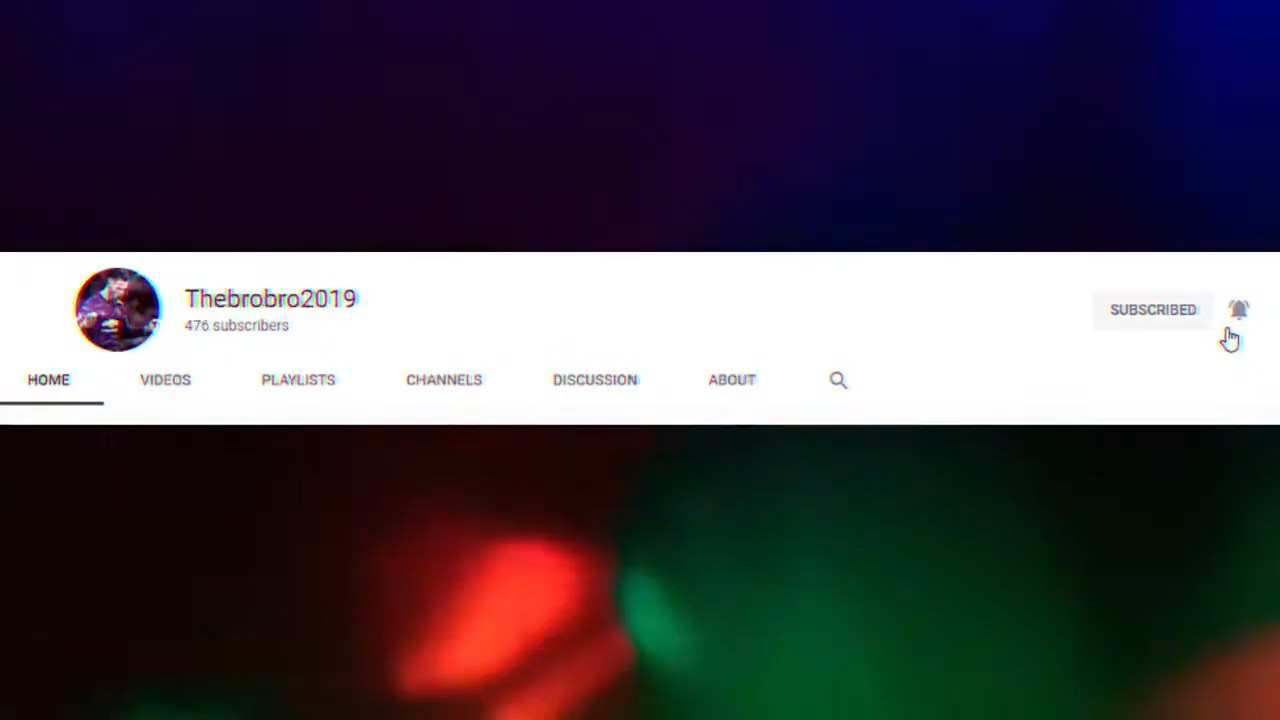 Thebrobro2019
476 subscribers
SUBSCRIBED
HOME VIDEOS PLAYLISTS CHANNELS DISCUSSION ABOUT